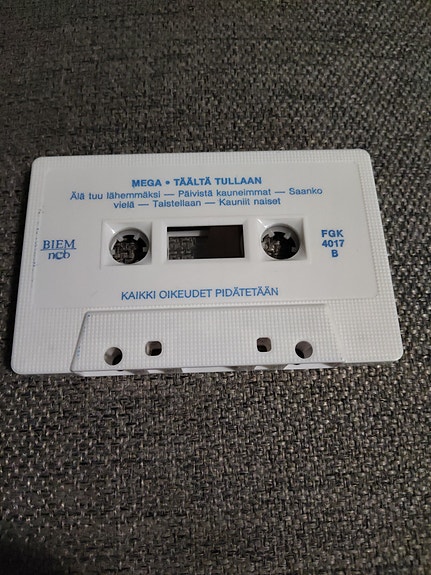 MEGA • TÄÄLTÄ TULLAAN
Älä tuu lähemmäksi — Päivistä kauneimmat — Saanko
vielä — Taistellaan — Kauniit naiset
BIEM
ncb
FGK
4017
B
KAIKKI OIKEUDET PIDÄTETÄÄN